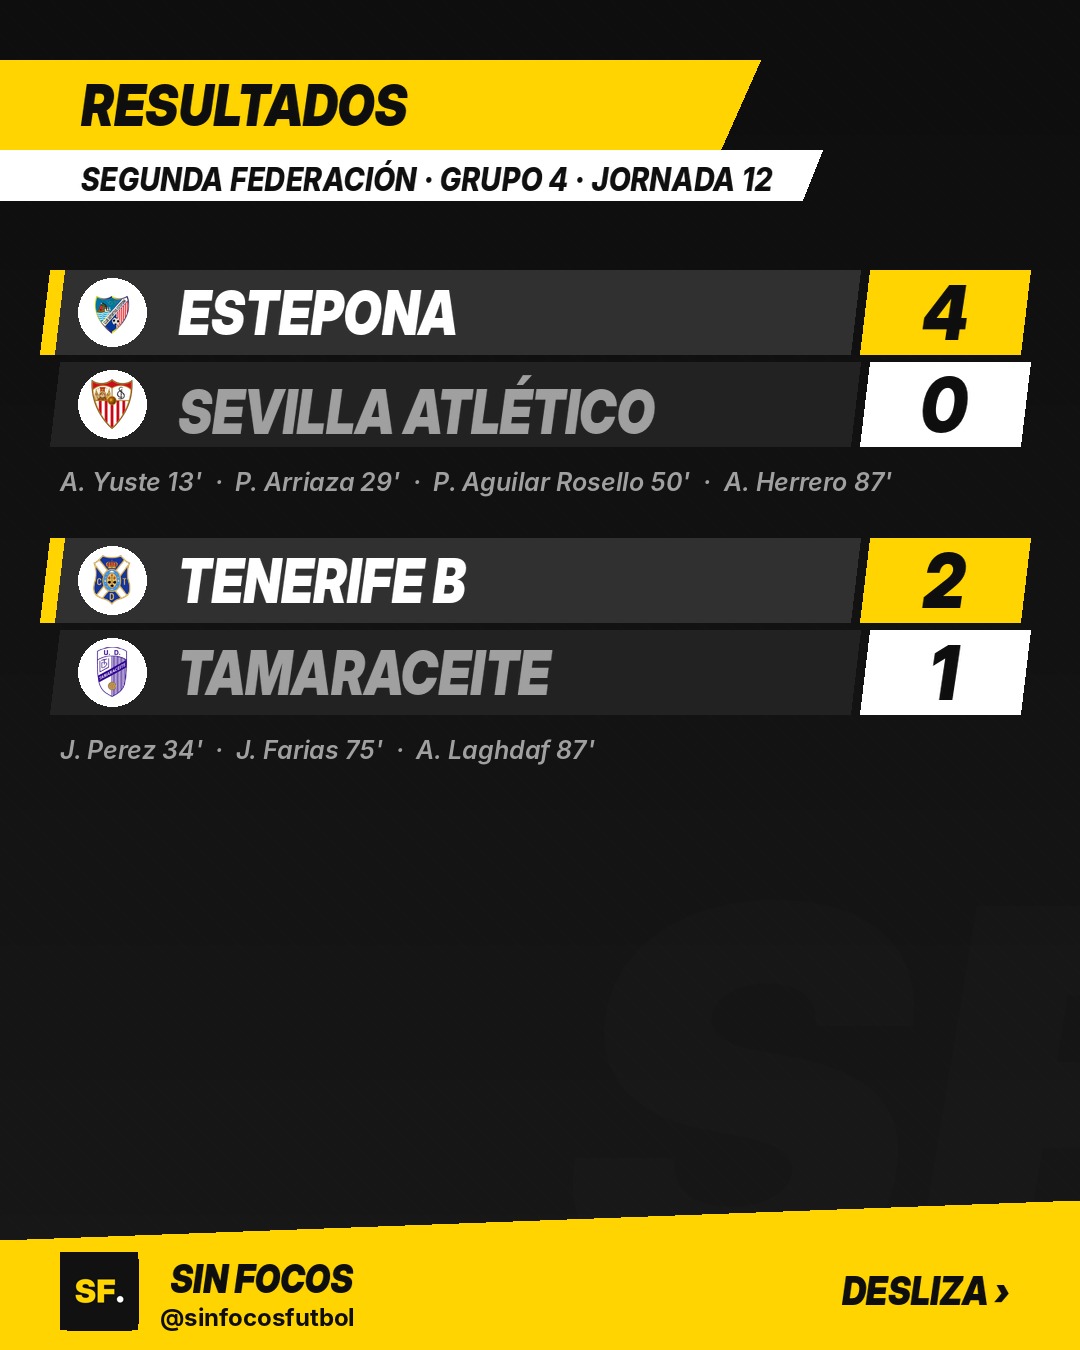 RESULTADOS
SEGUNDA FEDERACIÓN · GRUPO 4 · JORNADA 12
ESTEPONA 4
SEVILLA ATLÉTICO 0
A. Yuste 13' · P. Arriaza 29' · P. Aguilar Rosello 50' · A. Herrero 87'
TENERIFE B 2
TAMARACEITE 1
J. Perez 34' · J. Farias 75' · A. Laghdaf 87'
SF
SF.
SIN FOCOS
@sinfocosfutbol
DESLIZA ›